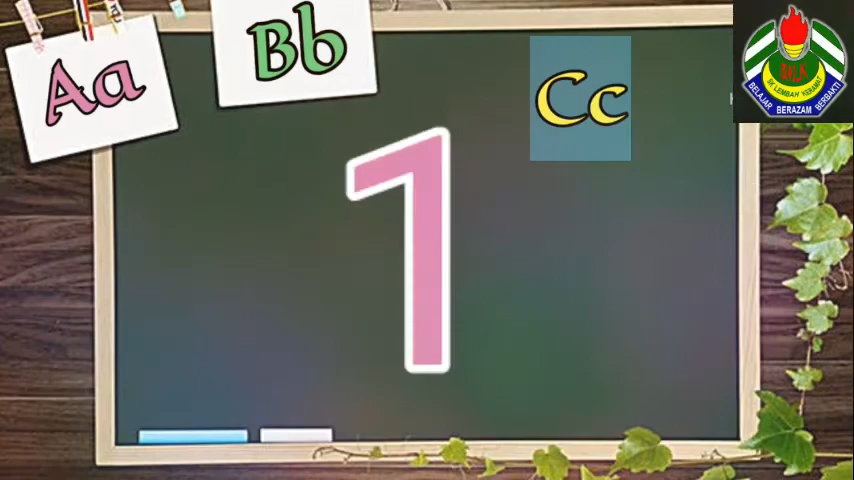 Aa
Bb
Cc
1
SKLK
SK LEMBAH KERAMAT
BELAJAR BERAZAM BERBAKTI